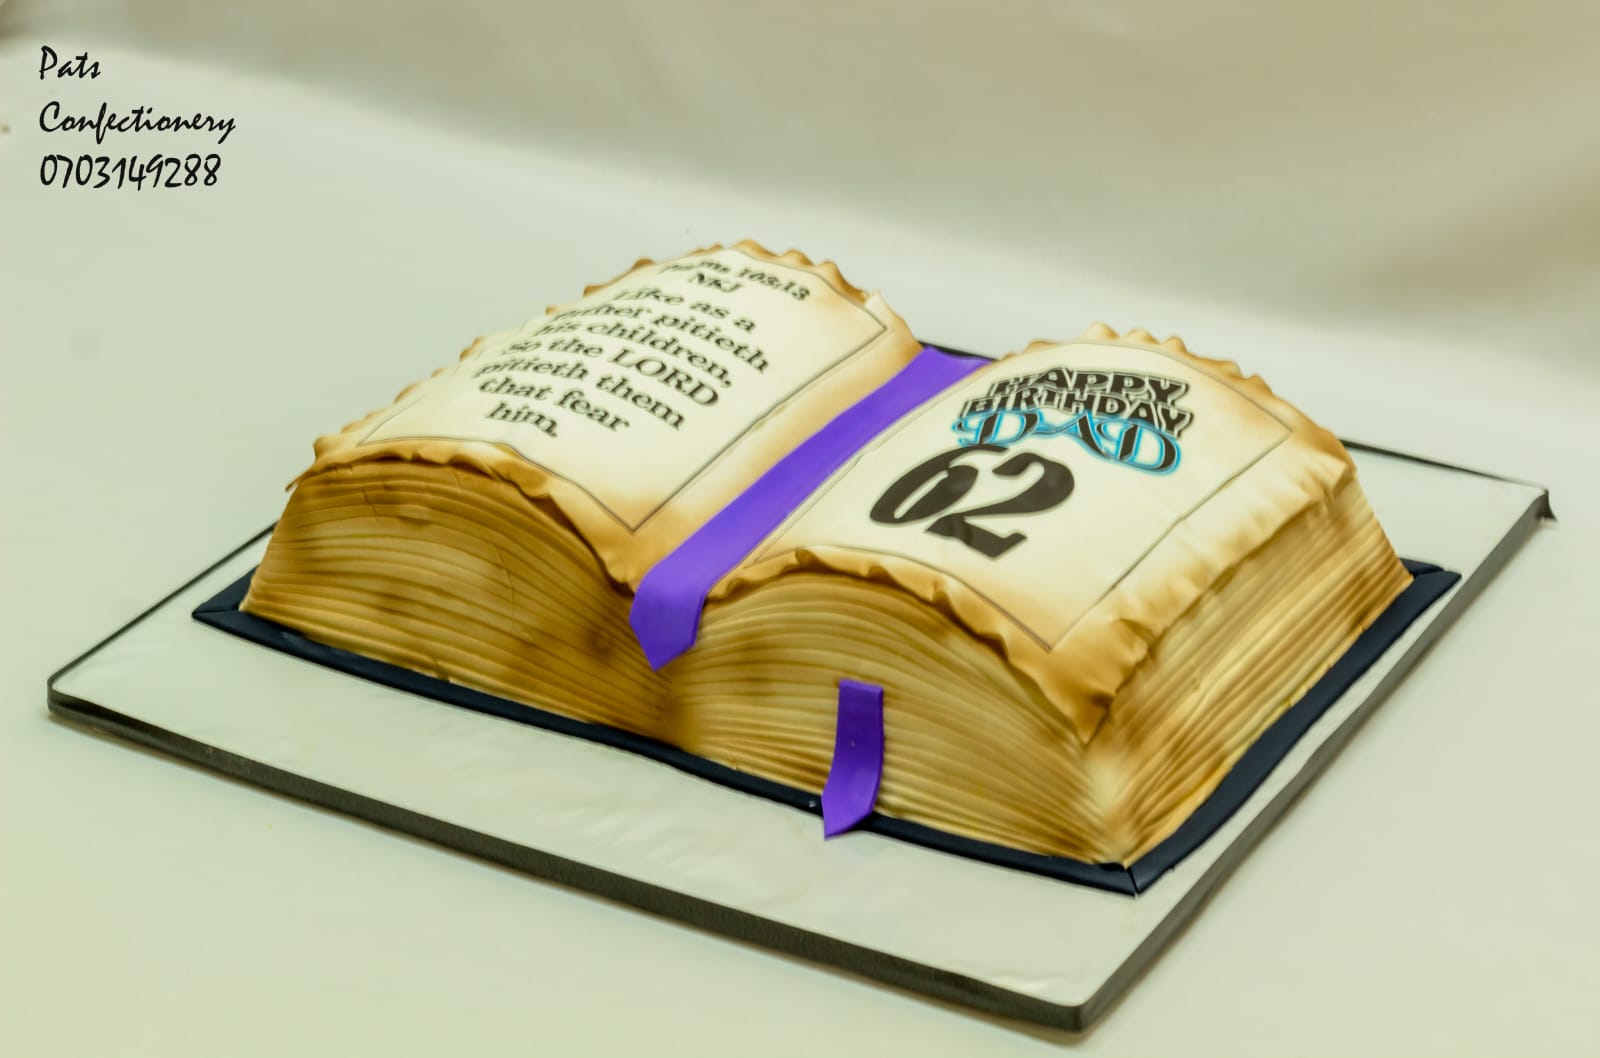 Pats
Confectionery
0703149288
103:13
NKJ
Like as a
father pitieth
his children,
so the LORD
pitieth them
that fear
him.
HAPPY
BIRTHDAY
DAD
62